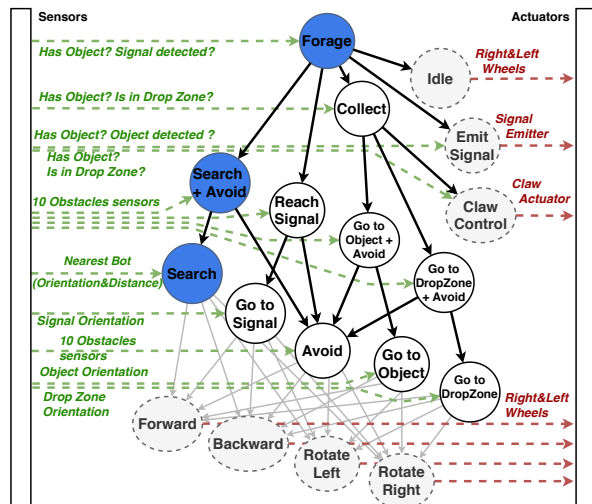 Sensors
Actuators
Forage
Has Object? Signal detected?
Right&Left
Wheels
Idle
Has Object? Is in Drop Zone?
Collect
Signal
Emitter
Has Object? Object detected ?
Emit
Signal
Has Object?
Is in Drop Zone?
Search
+ Avoid
Claw
Actuator
Reach
Signal
10 Obstacles sensors
Claw
Control
Go to
Object +
Avoid
Nearest Bot
(Orientation&Distance)
Search
Go to
DropZone
+ Avoid
Go to
Signal
Signal Orientation
10 Obstacles
sensors
Avoid
Object Orientation
Go to
Object
Go to
DropZone
Drop Zone
Orientation
Right&Left
Wheels
Forward
Backward
Rotate
Left
Rotate
Right